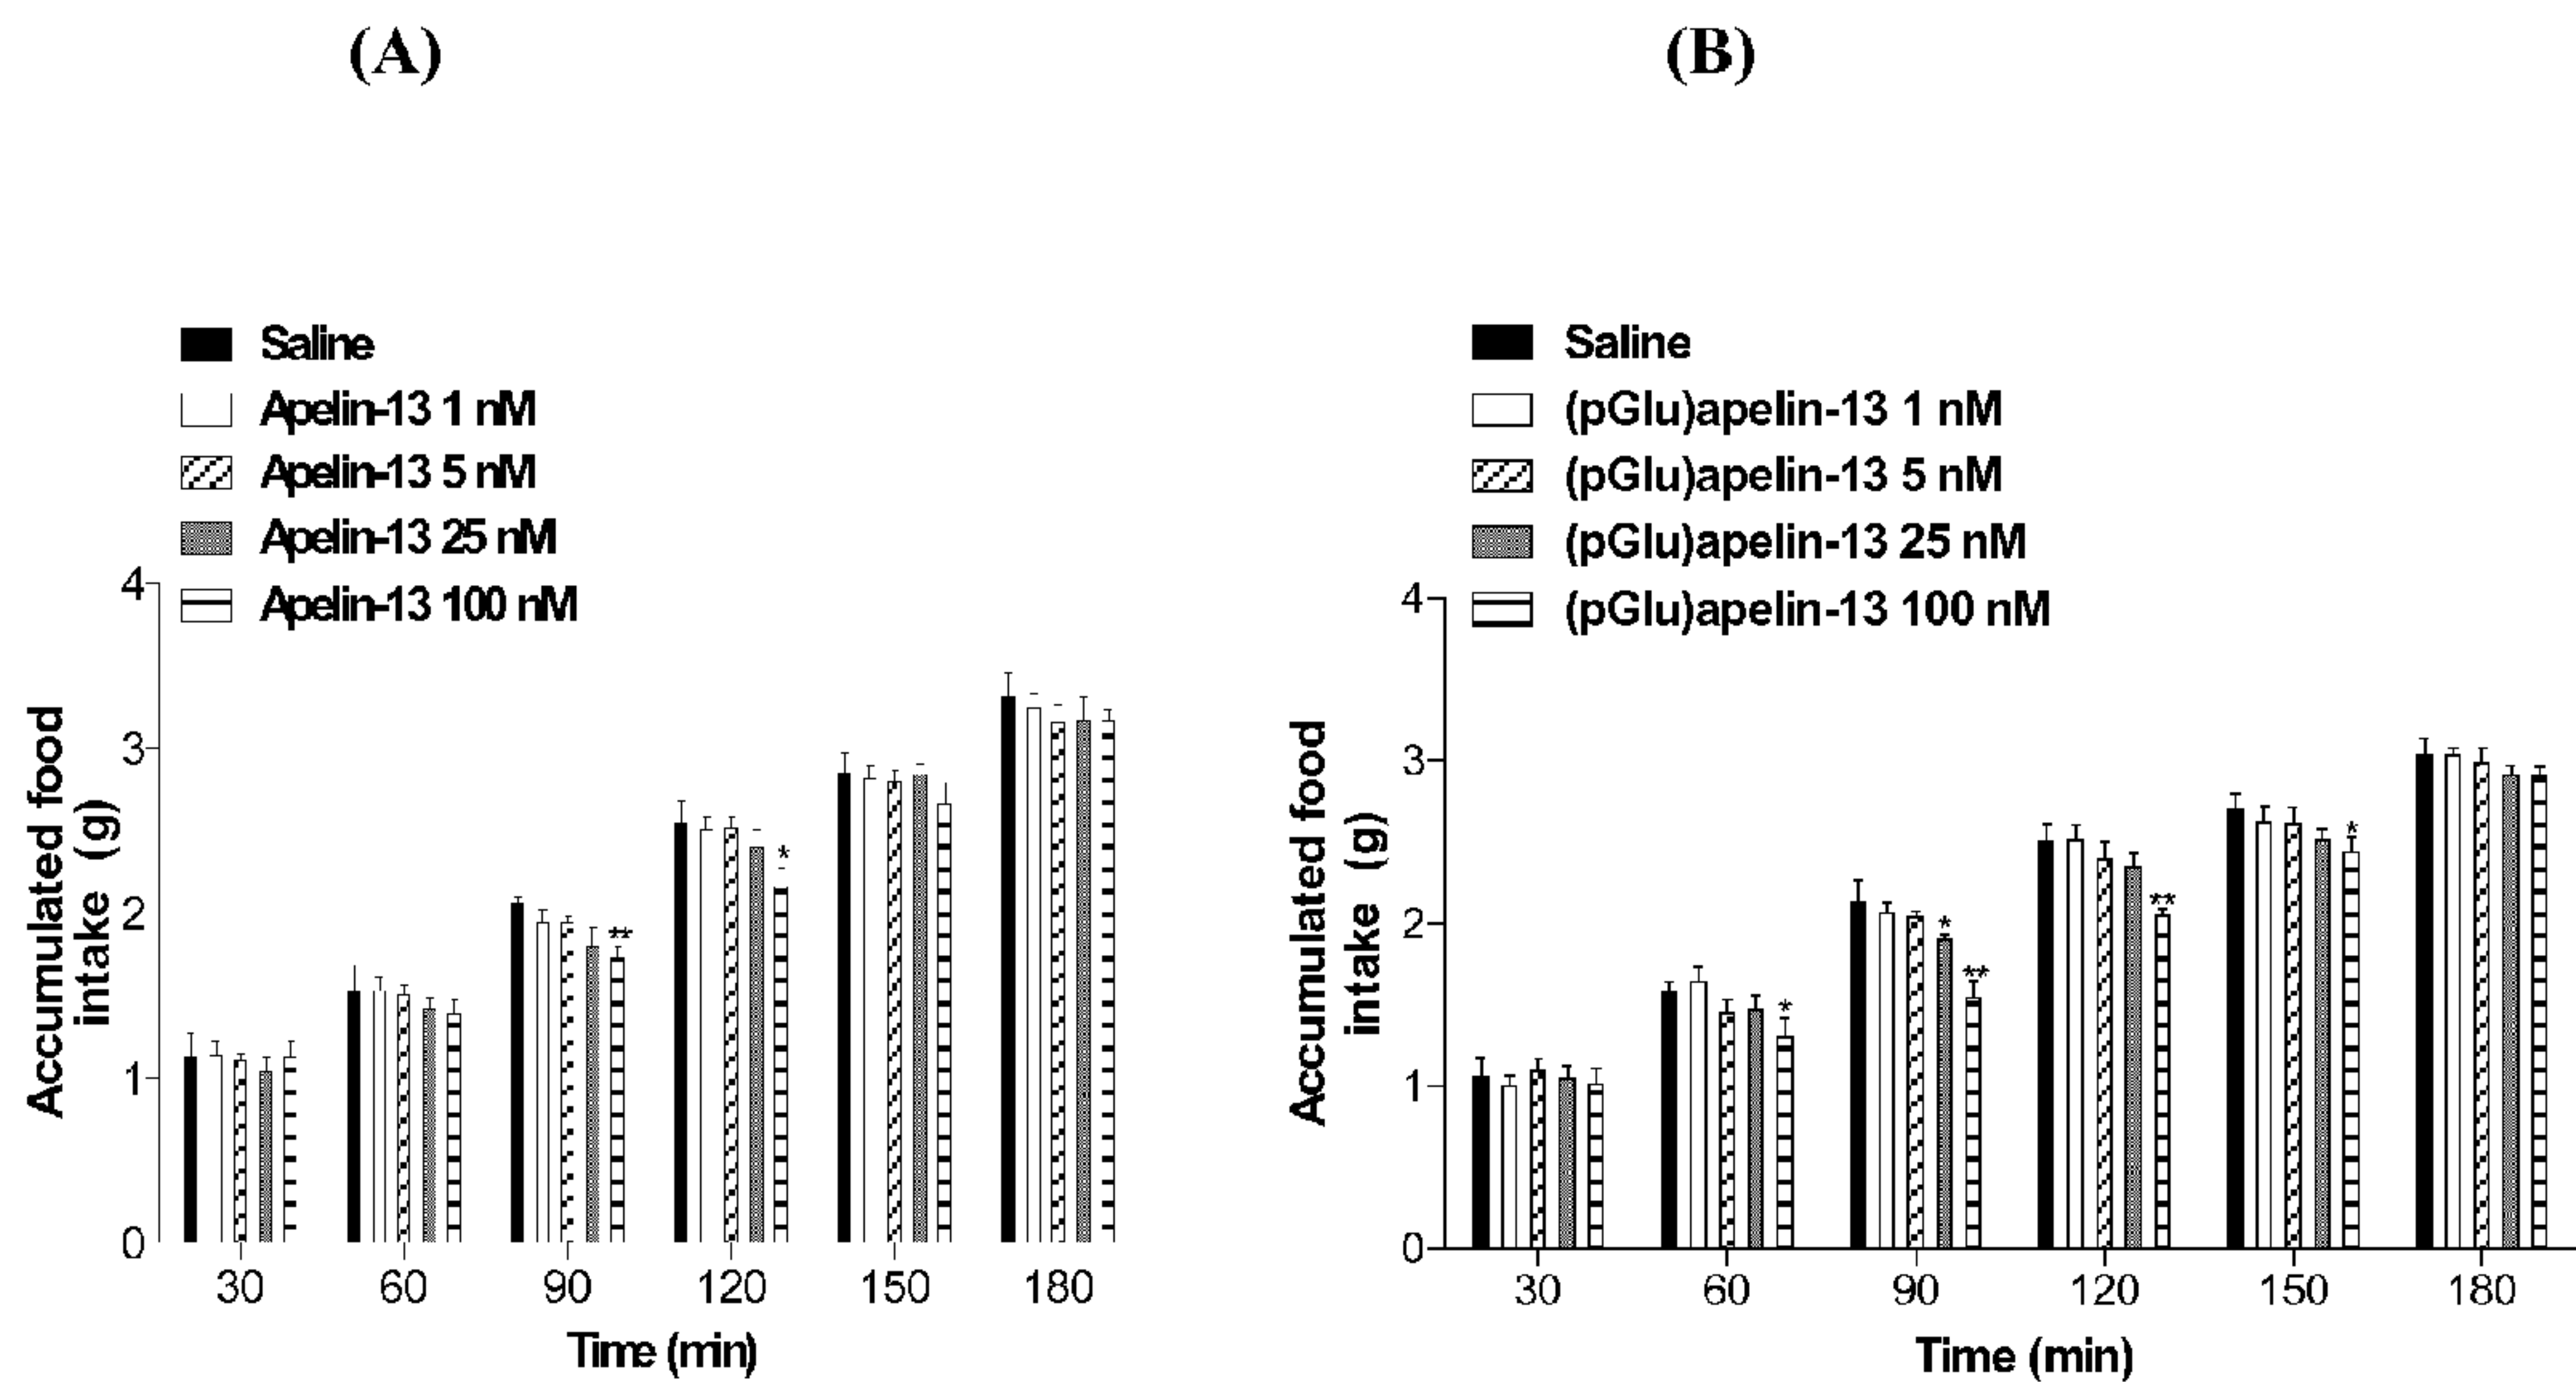 (A)
Saline
Apelin-13 1 nM
Apelin-13 5 nM
Apelin-13 25 nM
Apelin-13 100 nM
Accumulated food
intake (g)
4
3
2
1
0
*
**
30 60 90 120 150 180
Time (min)
(B)
Saline
(pGlu)apelin-13 1 nM
(pGlu)apelin-13 5 nM
(pGlu)apelin-13 25 nM
(pGlu)apelin-13 100 nM
Accumulated food
intake (g)
4
3
2
1
0
*
**
*
**
*
30 60 90 120 150 180
Time (min)